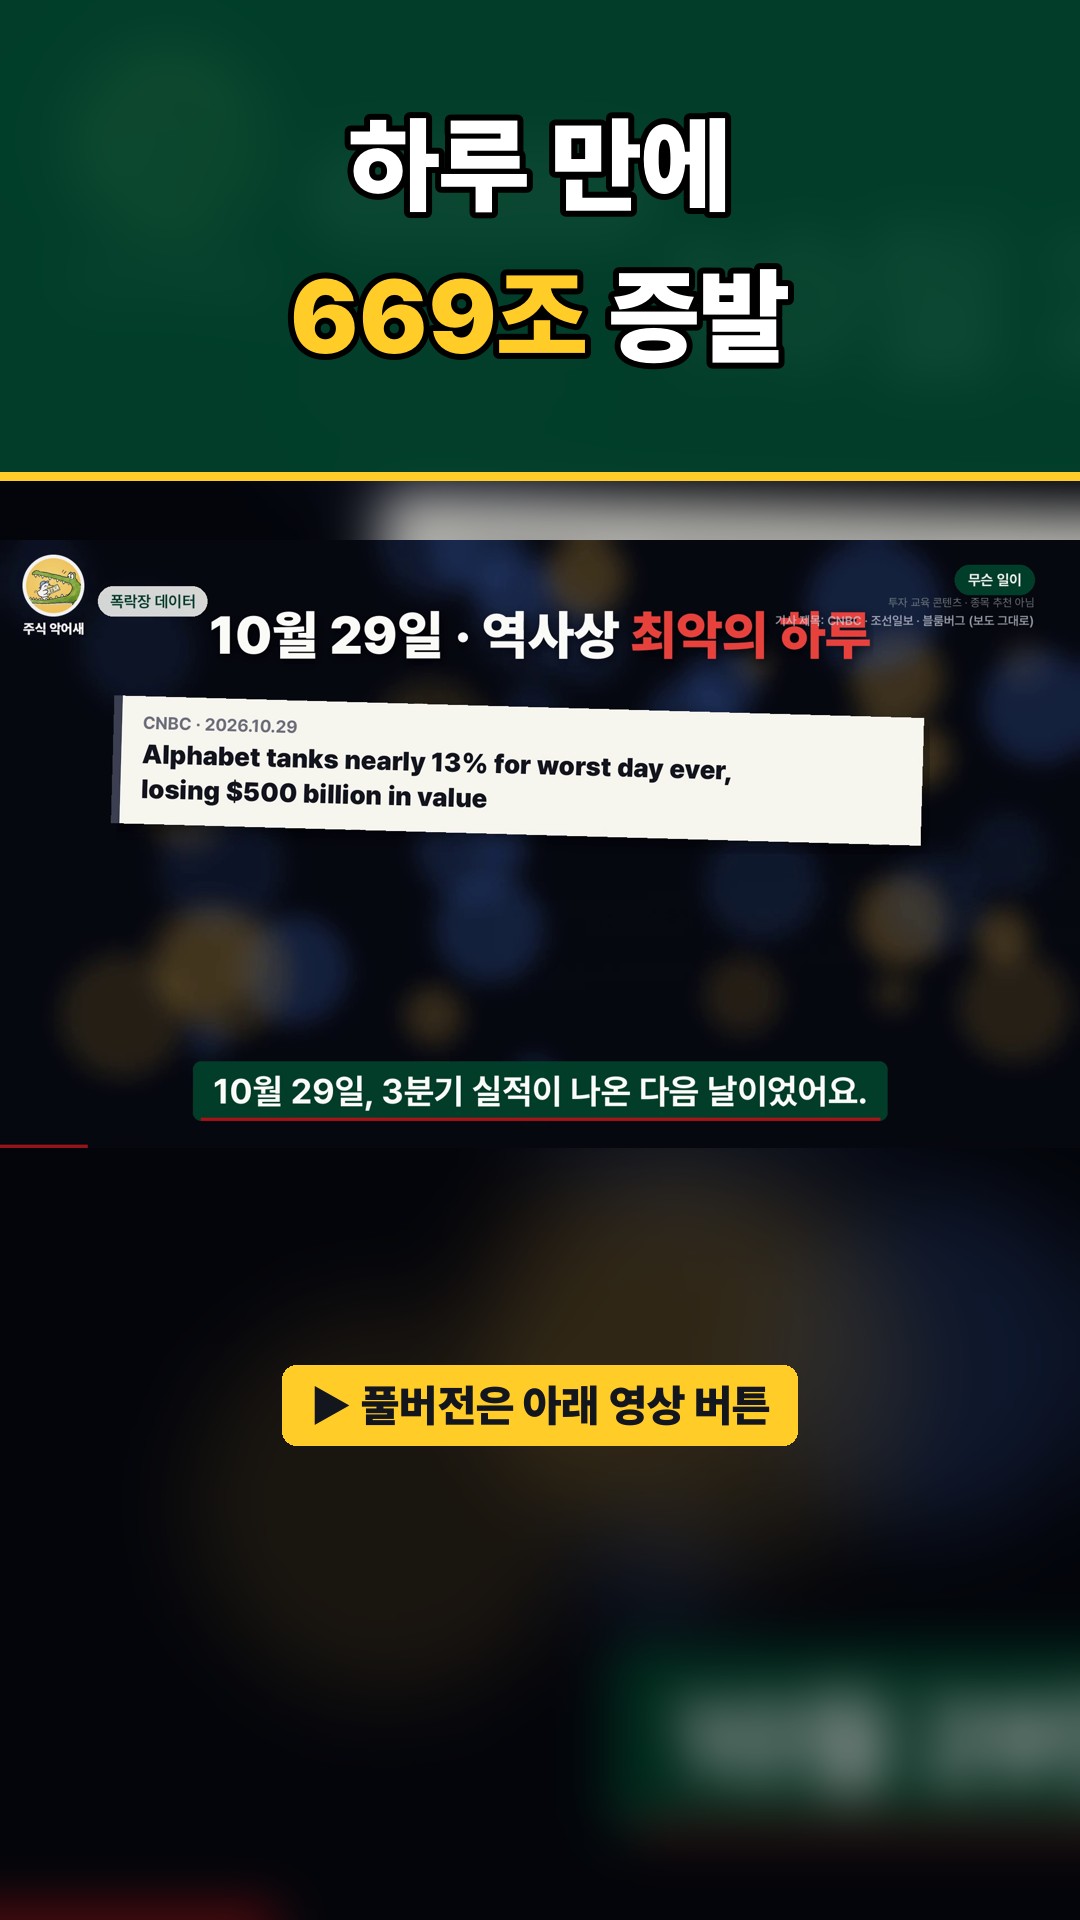 하루 만에
669조 증발
주식 악어새
폭락장 데이터
무슨 일이
투자 교육 콘텐츠 · 종목 추천 아님
기사 제목: CNBC · 조선일보 · 블룸버그 (보도 그대로)
10월 29일 · 역사상 최악의 하루
CNBC · 2026.10.29
Alphabet tanks nearly 13% for worst day ever,
losing $500 billion in value
10월 29일, 3분기 실적이 나온 다음 날이었어요.
▶ 풀버전은 아래 영상 버튼